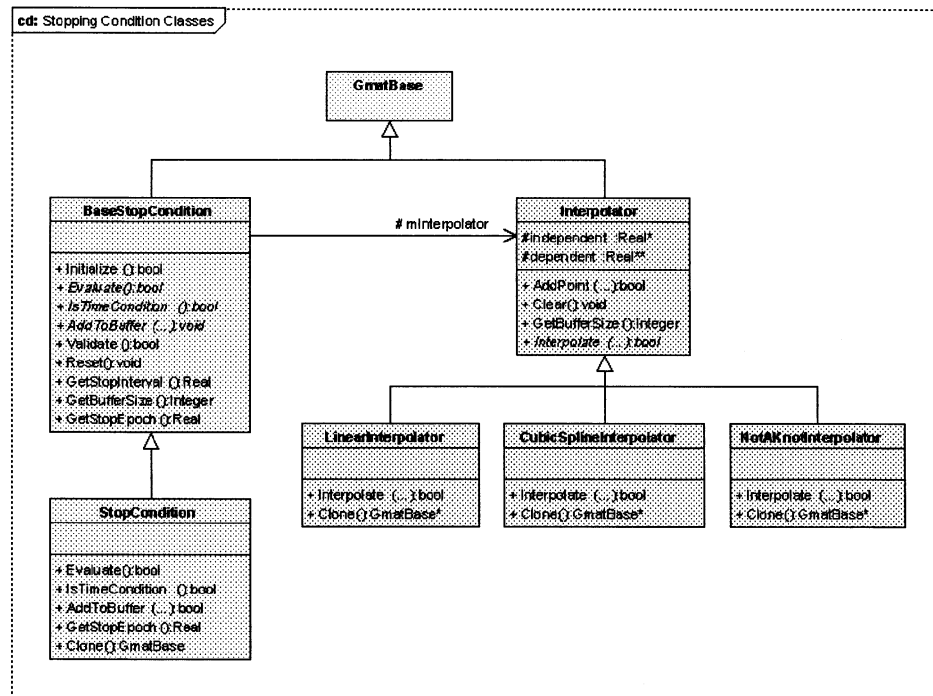 cd: Stopping Condition Classes
GmatBase
BaseStopCondition
+ Initialize ():bool
+ Evaluate():bool
+ IsTimeCondition ():bool
+ AddToBuffer (...):void
+ Validate ():bool
+ Reset():void
+ GetStopInterval ():Real
+ GetBufferSize ():Integer
+ GetStopEpoch ():Real
# mInterpolator
Interpolator
#independent :Real*
#dependent :Real**
+ AddPoint (...):bool
+ Clear():void
+ GetBufferSize ():Integer
+ Interpolate (...):bool
LinearInterpolator
+ Interpolate (...):bool
+ Clone():GmatBase*
CubicSplineInterpolator
+ Interpolate (...):bool
+ Clone():GmatBase*
NotAKnotInterpolator
+ Interpolate (...):bool
+ Clone():GmatBase*
StopCondition
+ Evaluate():bool
+ IsTimeCondition ():bool
+ AddToBuffer (...):bool
+ GetStopEpoch ():Real
+ Clone():GmatBase